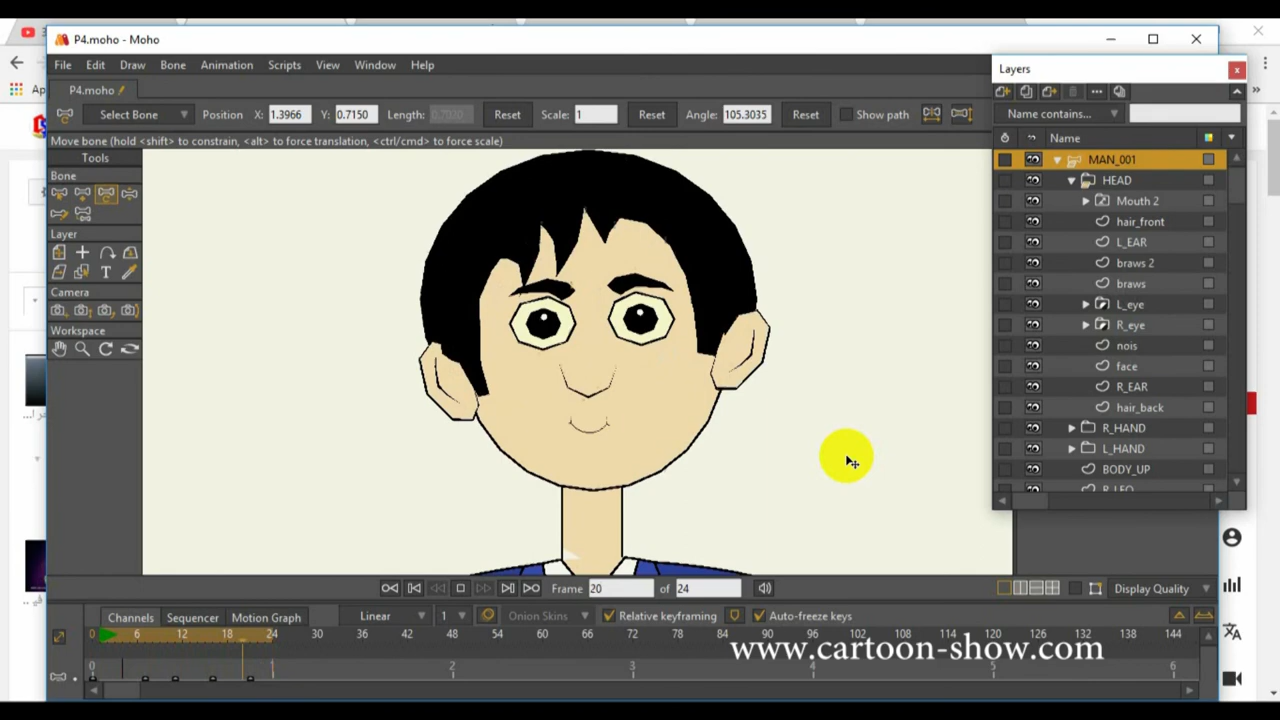 P4.moho - Moho
File Edit Draw Bone Animation Scripts View Window Help
P4.moho
Select Bone Position X: 1.3966 Y: 0.7150 Length: Reset Scale: 1 Reset Angle: 105.3035 Reset Show path
Move bone (hold <shift> to constrain, <alt> to force translation, <ctrl/cmd> to force scale)
Tools
Bone
Layer
Camera
Workspace
Layers
Name contains...
Name
MAN_001
HEAD
Mouth 2
hair_front
L_EAR
braws 2
braws
L_eye
R_eye
nois
face
R_EAR
hair_back
R_HAND
L_HAND
BODY_UP
Frame 20 of 24 Display Quality
Channels Sequencer Motion Graph Linear 1 Onion Skins Relative keyframing Auto-freeze keys
0 6 12 18 24 30 36 42 48 54 60 66 72 78 84 90 96 102 108 114 120 126 132 138 144
www.cartoon-show.com
0 1 2 3 4 5 6